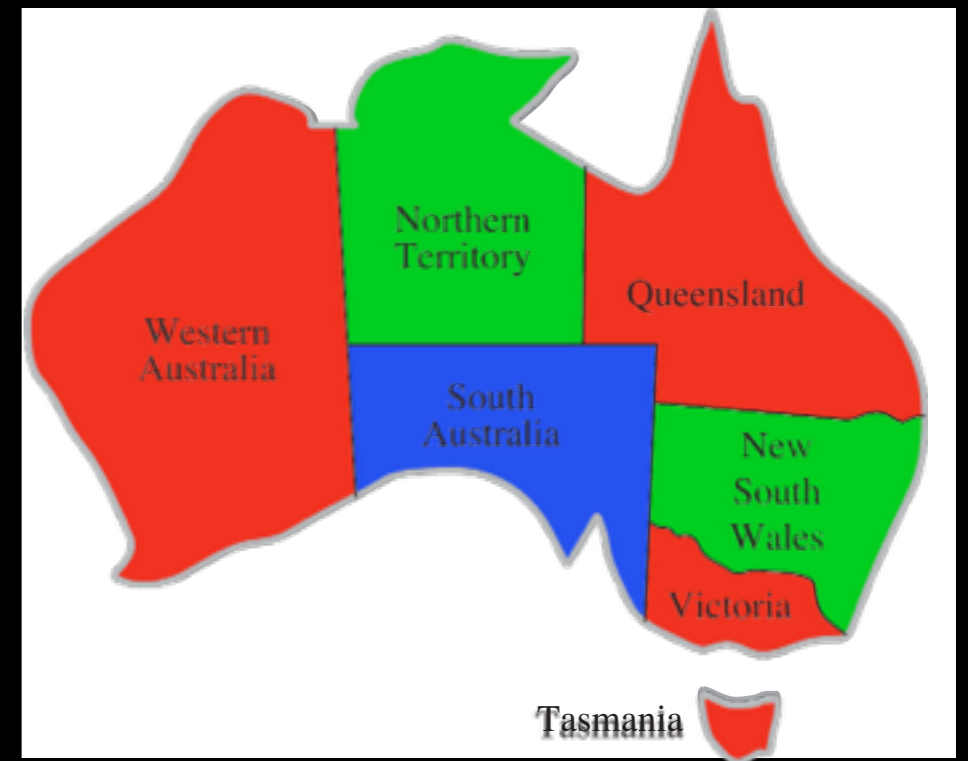 Northern
Territory
Queensland
Western
Australia
South
Australia
New
South
Wales
Victoria
Tasmania